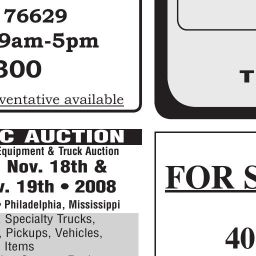 76629
9am-5pm
300
ventative available
C AUCTION
Equipment & Truck Auction
Nov. 18th &
v. 19th • 2008
• Philadelphia, Mississippi
Specialty Trucks,
, Pickups, Vehicles,
Items
T
FOR S
40